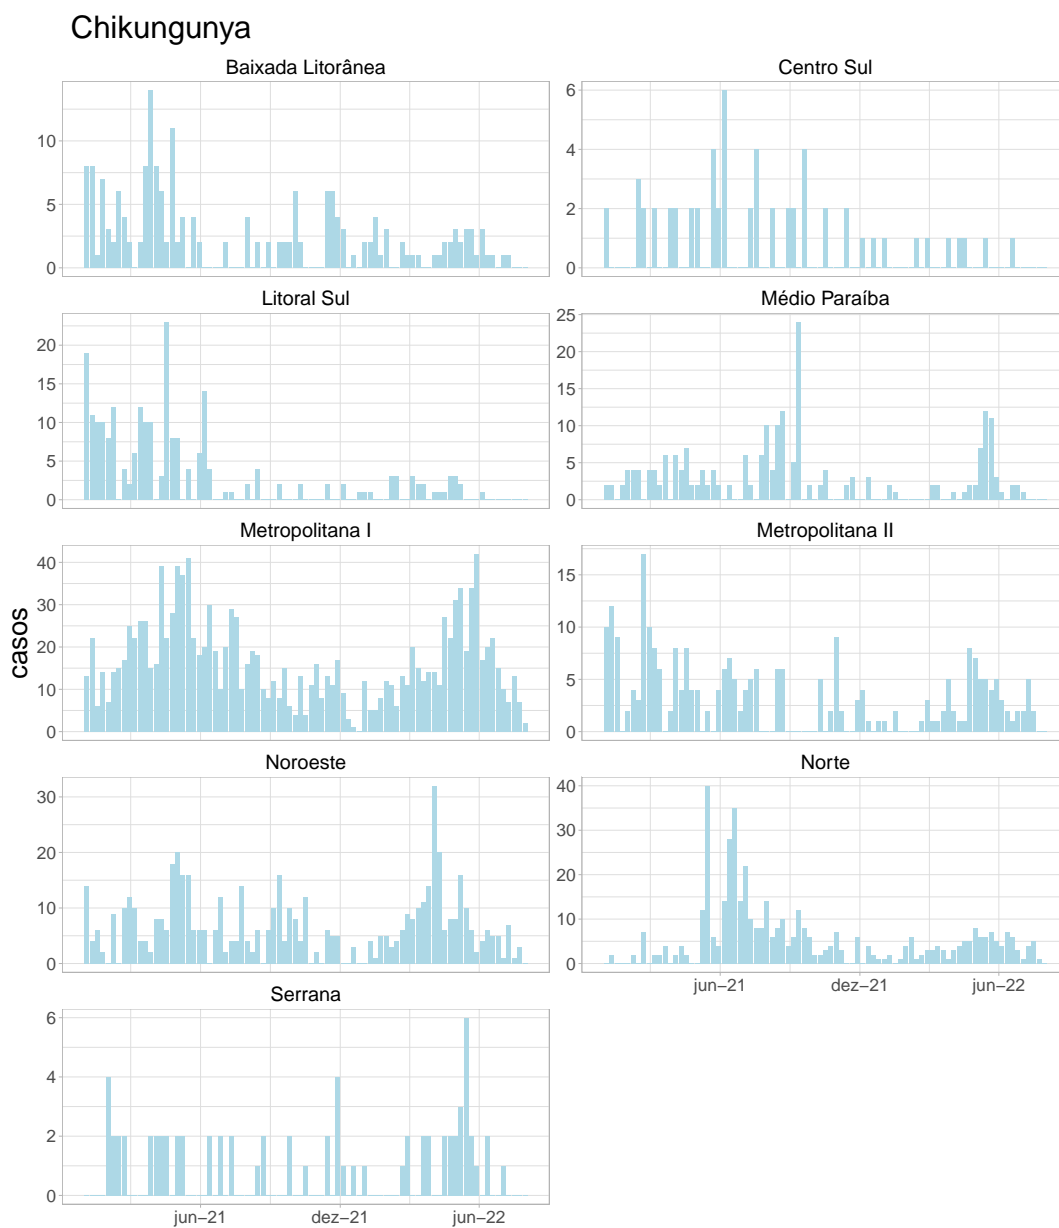 Chikungunya
Baixada Litorânea
Centro Sul
10
5
0
6
4
2
0
Litoral Sul
Médio Paraíba
20
15
10
5
0
25
20
15
10
5
0
Metropolitana I
Metropolitana II
casos
40
30
20
10
0
15
10
5
0
Noroeste
Norte
30
20
10
0
40
30
20
10
0
jun−21
dez−21
jun−22
Serrana
6
4
2
0
jun−21
dez−21
jun−22